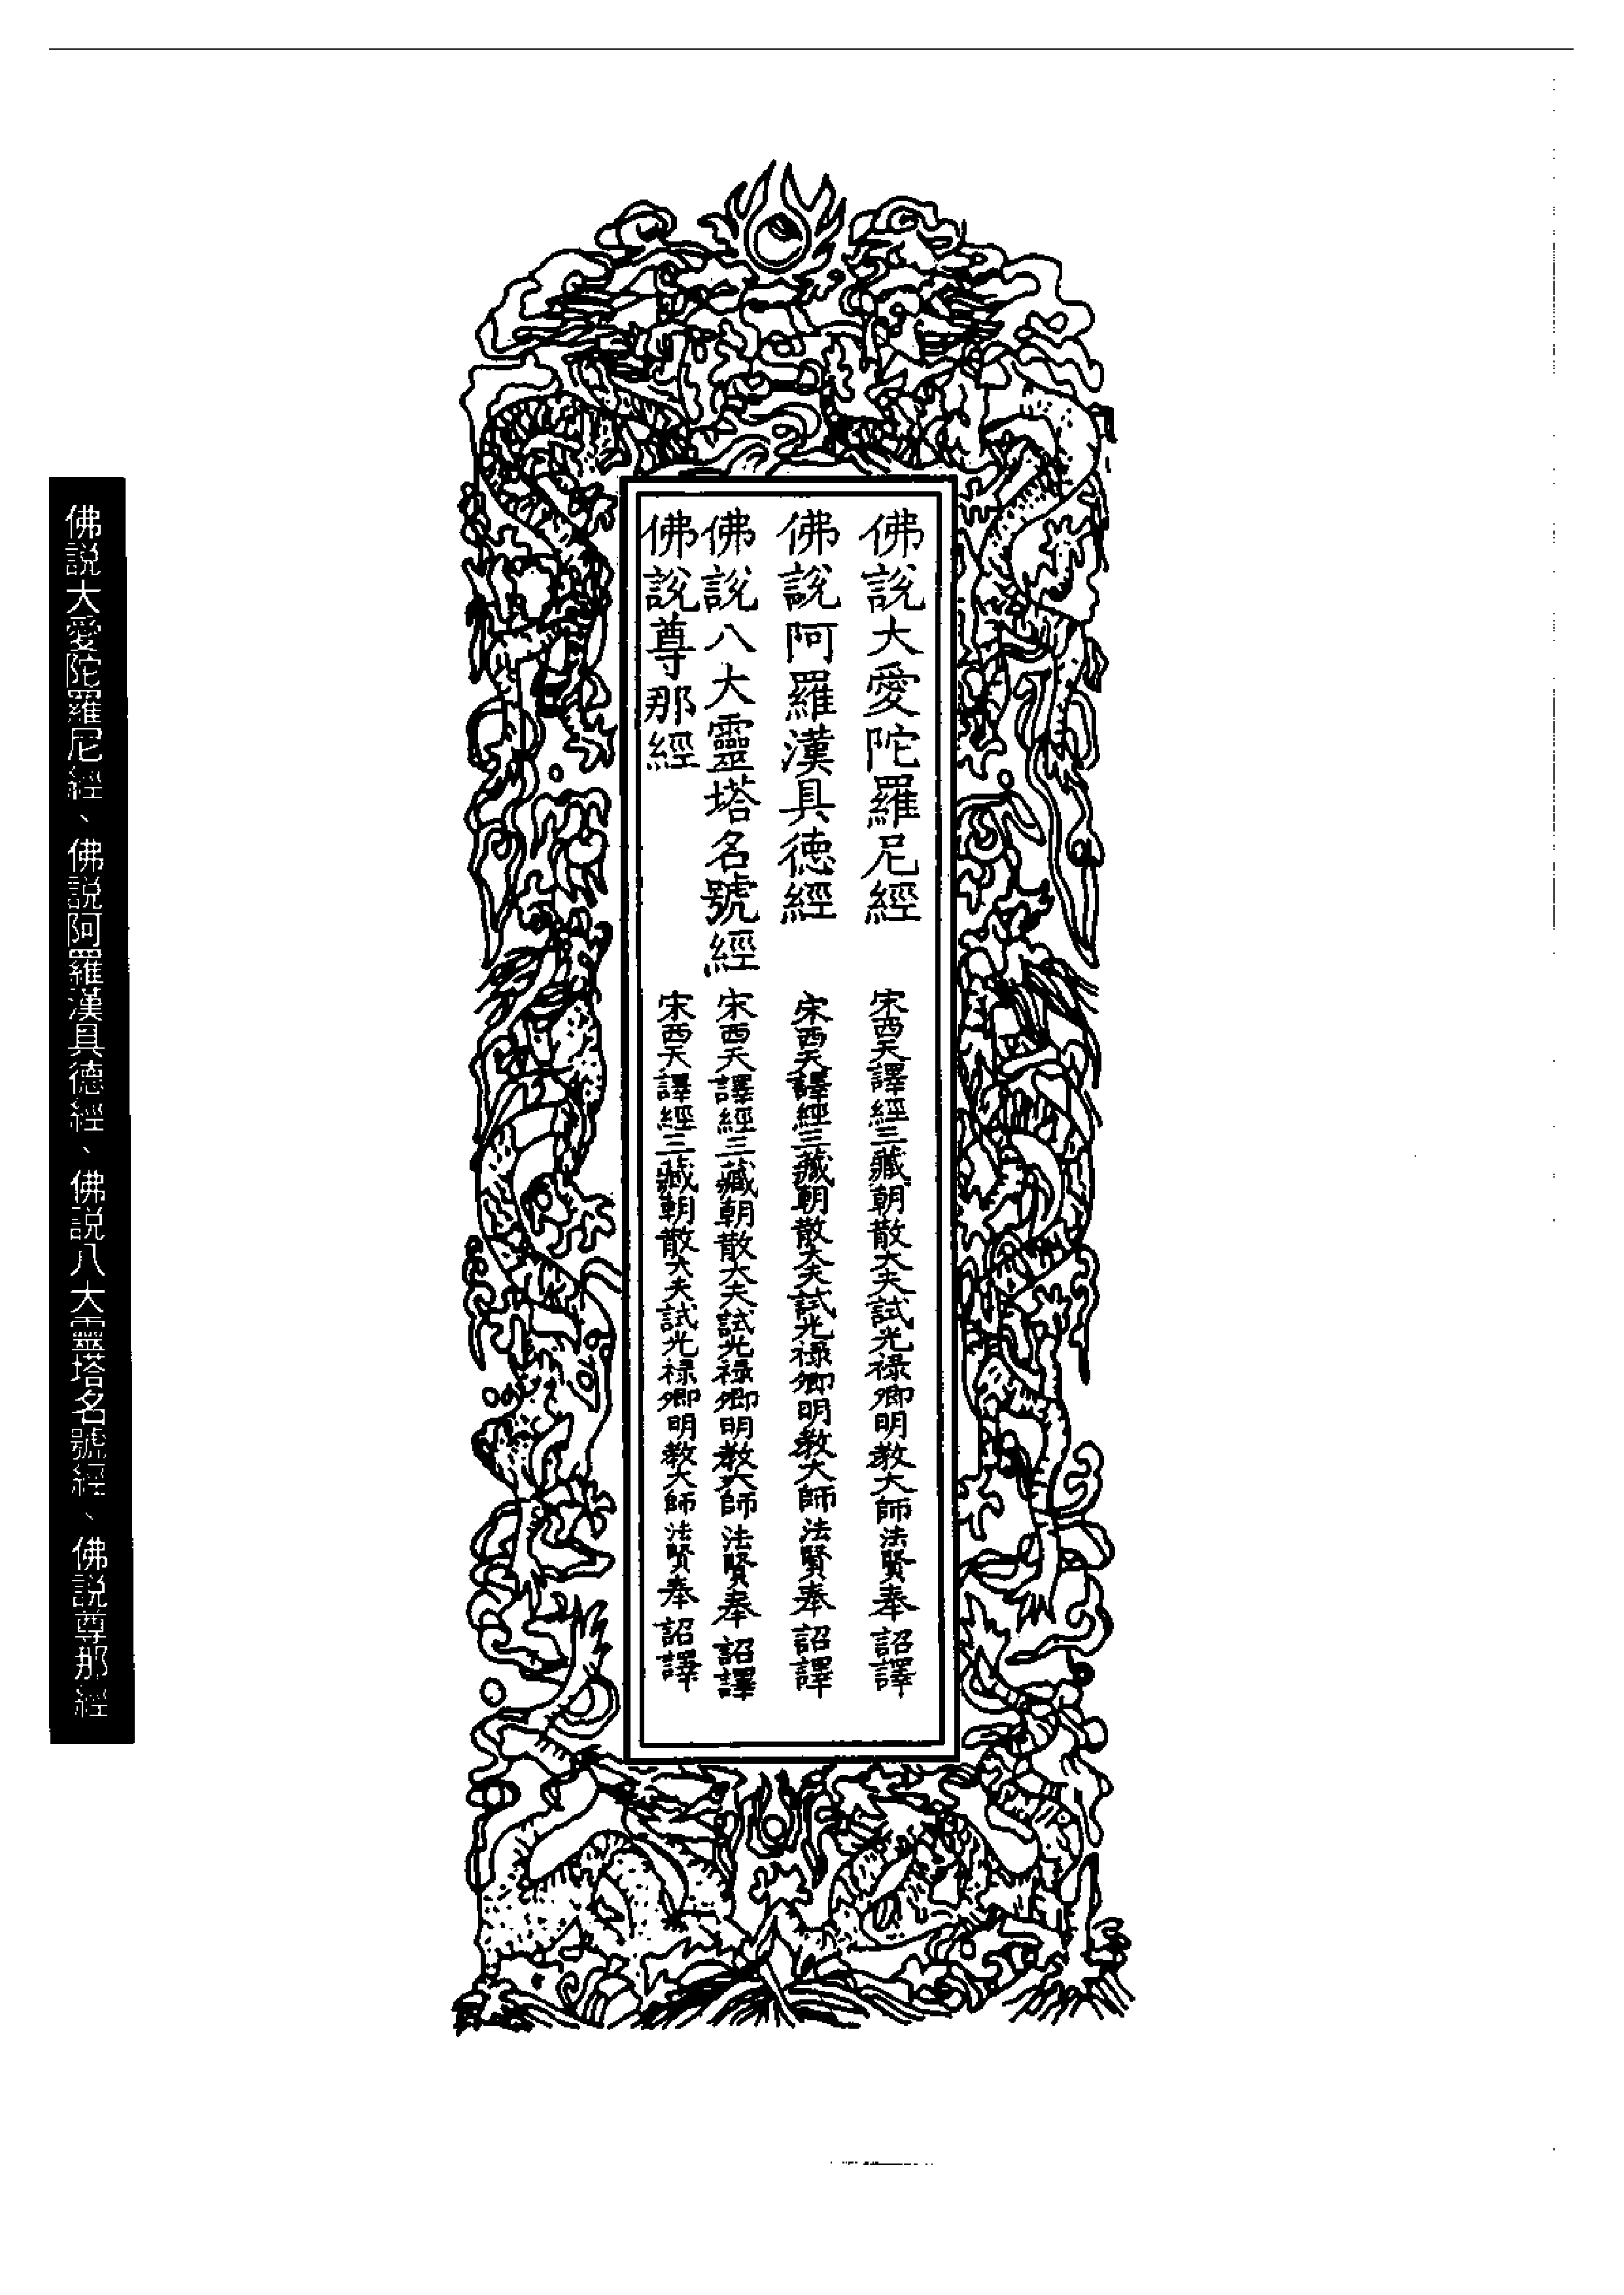 佛說大愛陀羅尼經　宋西天譯經三藏朝散大夫試光祿卿明教大師法賢奉　詔譯
佛說阿羅漢具德經　宋西天譯經三藏朝散大夫試光祿卿明教大師法賢奉　詔譯
佛說八大靈塔名號經　宋西天譯經三藏朝散大夫試光祿卿明教大師法賢奉　詔譯
佛說尊那經　宋西天譯經三藏朝散大夫試光祿卿明教大師法賢奉　詔譯
佛説大愛陀羅尼經、佛説阿羅漢具德經、佛説八大靈塔名號經、佛説尊那經